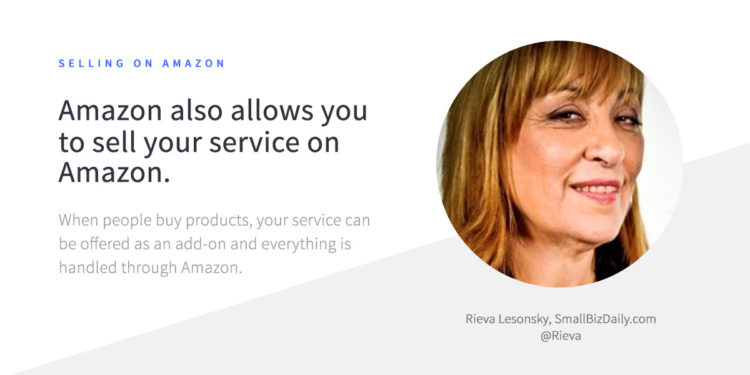 SELLING ON AMAZON
Amazon also allows you
to sell your service on
Amazon.
When people buy products, your service can
be offered as an add-on and everything is
handled through Amazon.
Rieva Lesonsky, SmallBizDaily.com
@Rieva